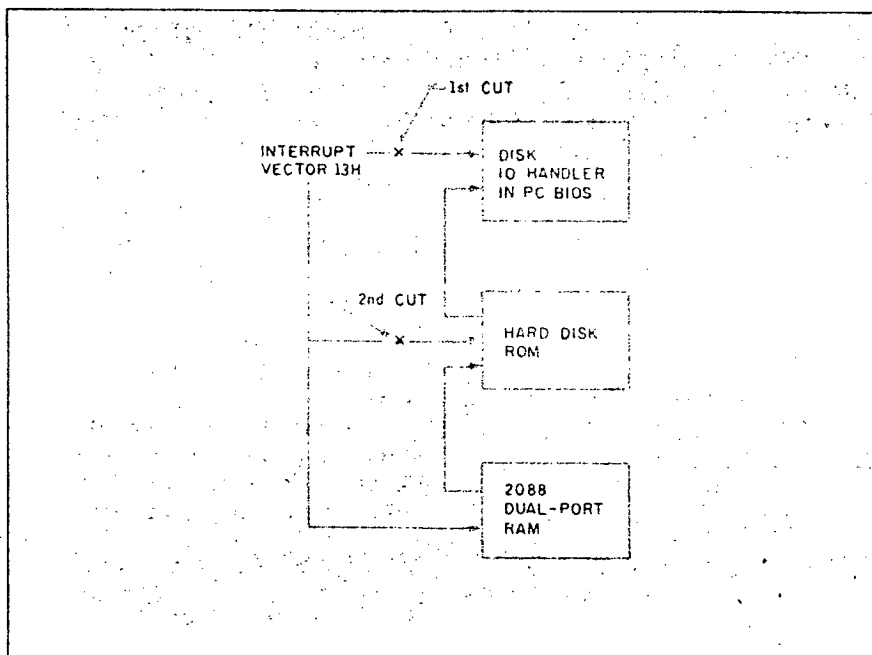 1st CUT
INTERRUPT
VECTOR 13H
DISK
IO HANDLER
IN PC BIOS
2nd CUT
HARD DISK
ROM
2088
DUAL-PORT
RAM